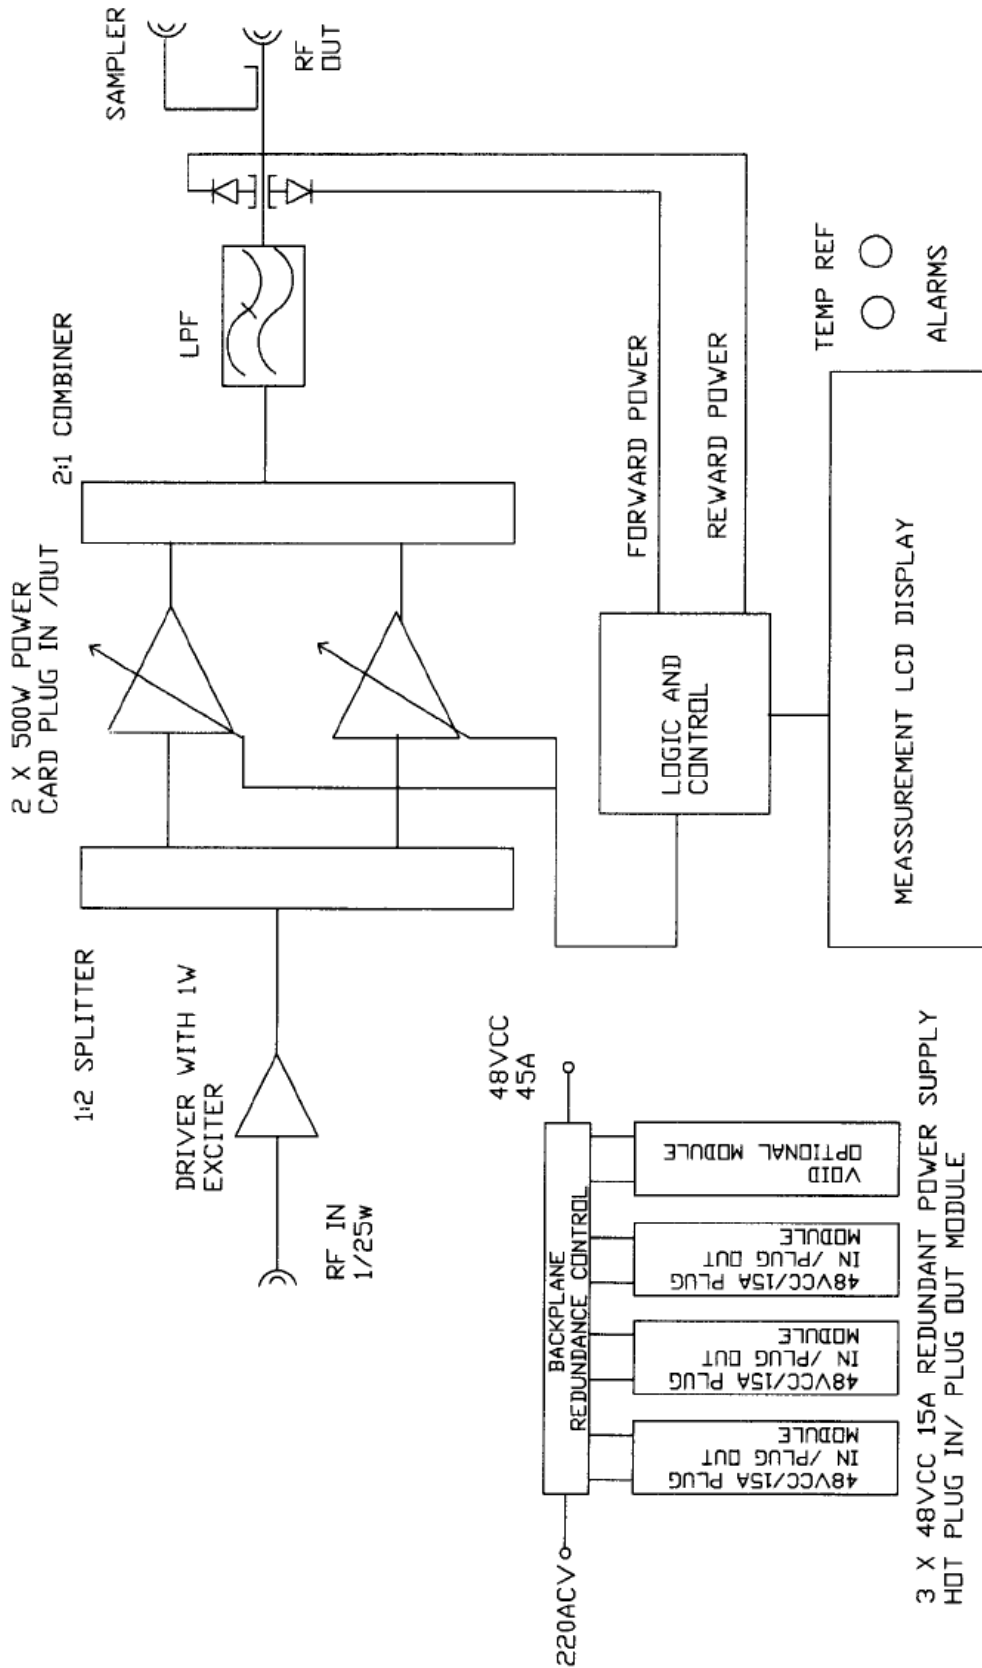 2 X 500W POWER
CARD PLUG IN /OUT
1:2 SPLITTER
2:1 COMBINER
SAMPLER
DRIVER WITH 1W
EXCITER
LPF
RF
OUT
RF IN
1/25w
FORWARD POWER
REWARD POWER
LOGIC AND
CONTROL
TEMP REF
ALARMS
MEASSUREMENT LCD DISPLAY
48VCC
45A
220ACV
BACKPLANE
REDUNDANCE CONTROL
48VCC/15A PLUG
IN /PLUG OUT
MODULE
48VCC/15A PLUG
IN /PLUG OUT
MODULE
48VCC/15A PLUG
IN /PLUG OUT
MODULE
VOID
OPTIONAL MODULE
3 X 48VCC 15A REDUNDANT POWER SUPPLY
HOT PLUG IN/ PLUG OUT MODULE